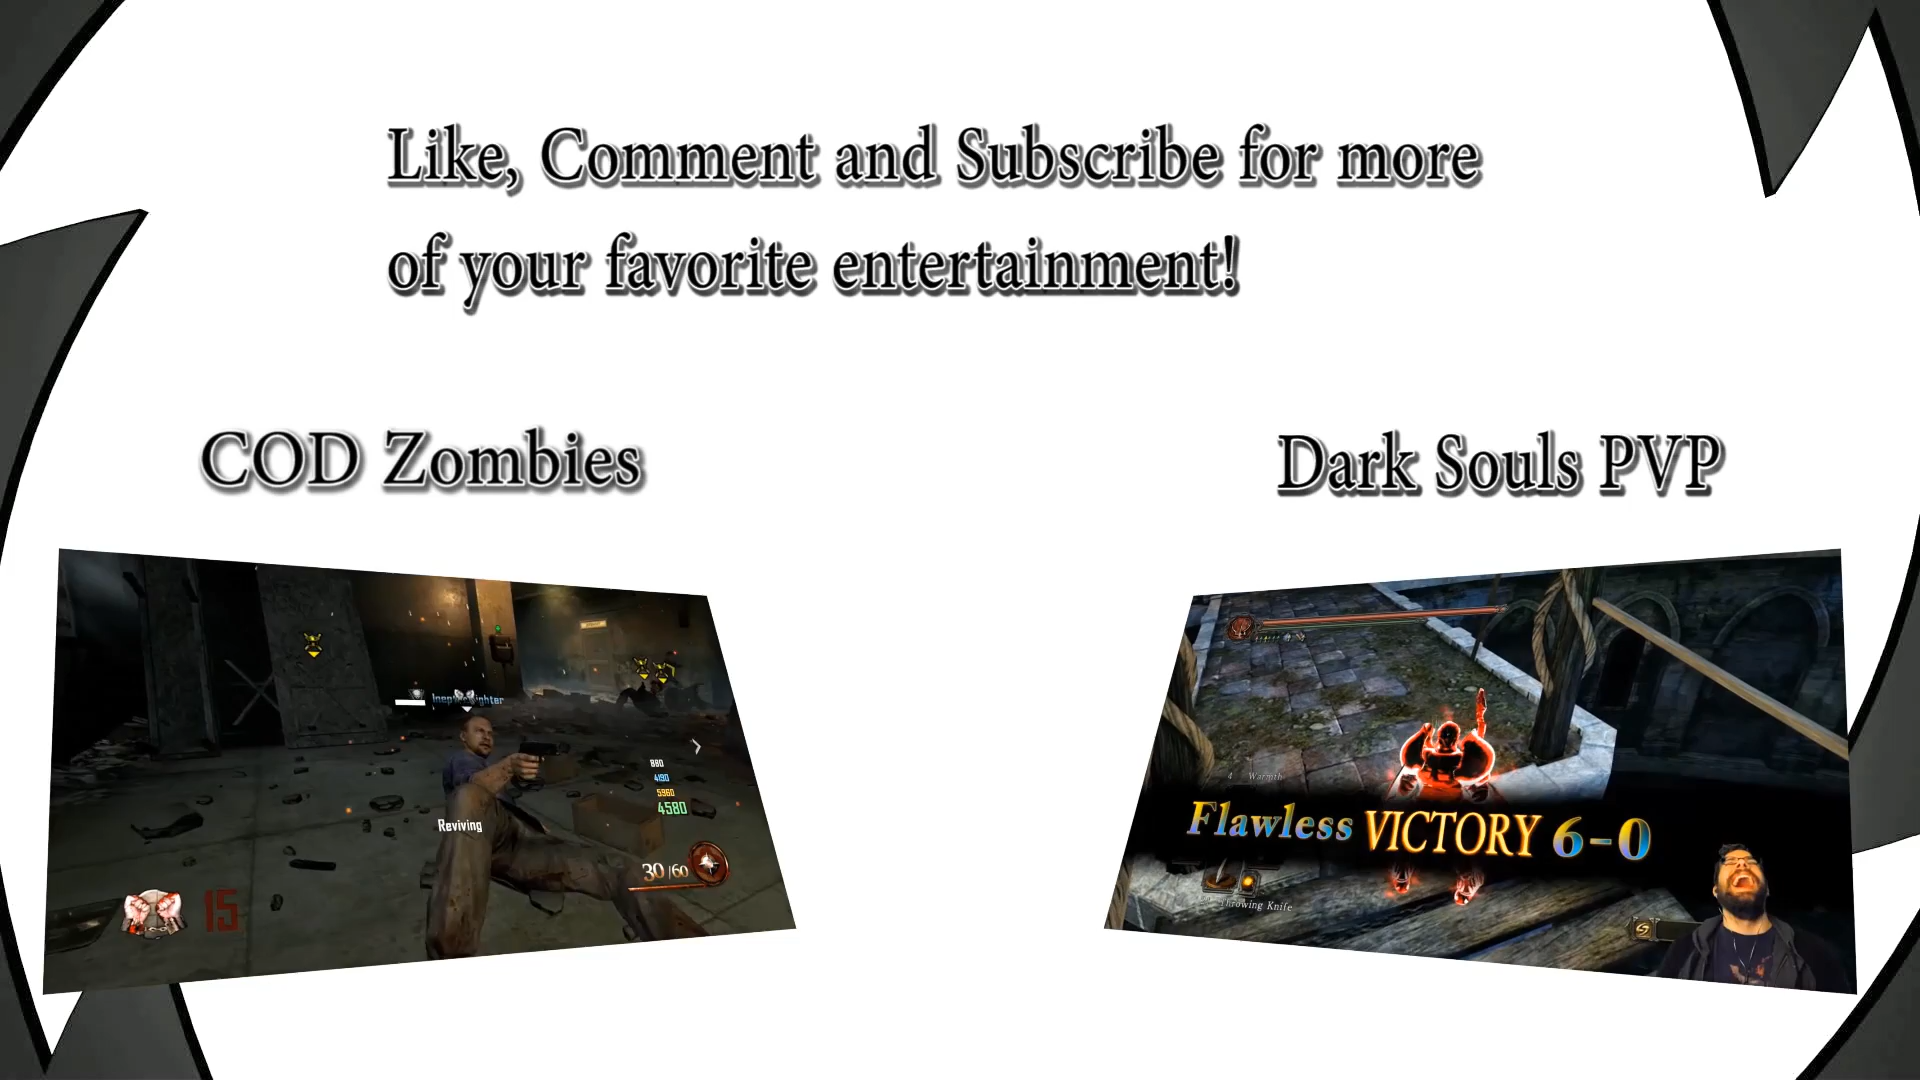 Like, Comment and Subscribe for more
of your favorite entertainment!
COD Zombies
Dark Souls PVP
880
4190
5960
4580
Reviving
30/60
15
4 Warmth
Flawless VICTORY 6-0
Throwing Knife